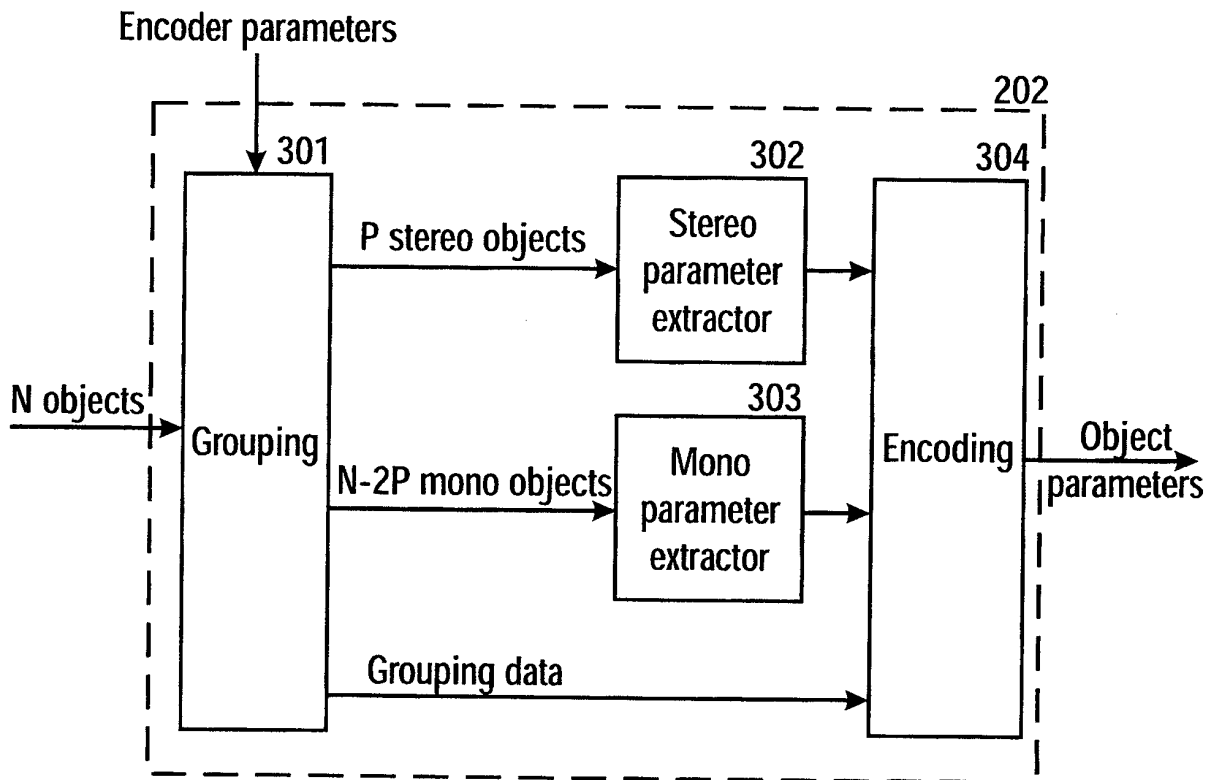 Encoder parameters
202
301
302
304
P stereo objects
Stereo
parameter
extractor
N objects
Grouping
303
N-2P mono objects
Mono
parameter
extractor
Encoding
Object
parameters
Grouping data